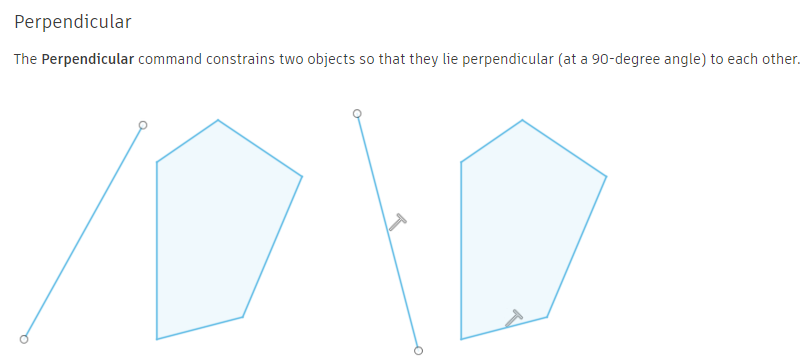 Perpendicular
The Perpendicular command constrains two objects so that they lie perpendicular (at a 90-degree angle) to each other.